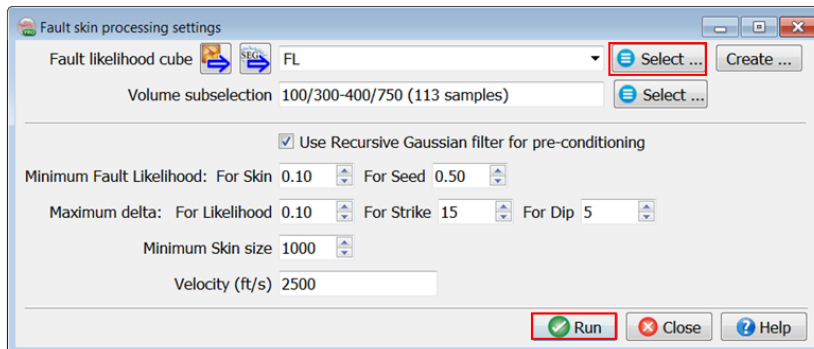 Fault skin processing settings
Fault likelihood cube SEG FL Select ... Create ...
Volume subselection 100/300-400/750 (113 samples) Select ...
Use Recursive Gaussian filter for pre-conditioning
Minimum Fault Likelihood: For Skin 0.10 For Seed 0.50
Maximum delta: For Likelihood 0.10 For Strike 15 For Dip 5
Minimum Skin size 1000
Velocity (ft/s) 2500
Run Close Help